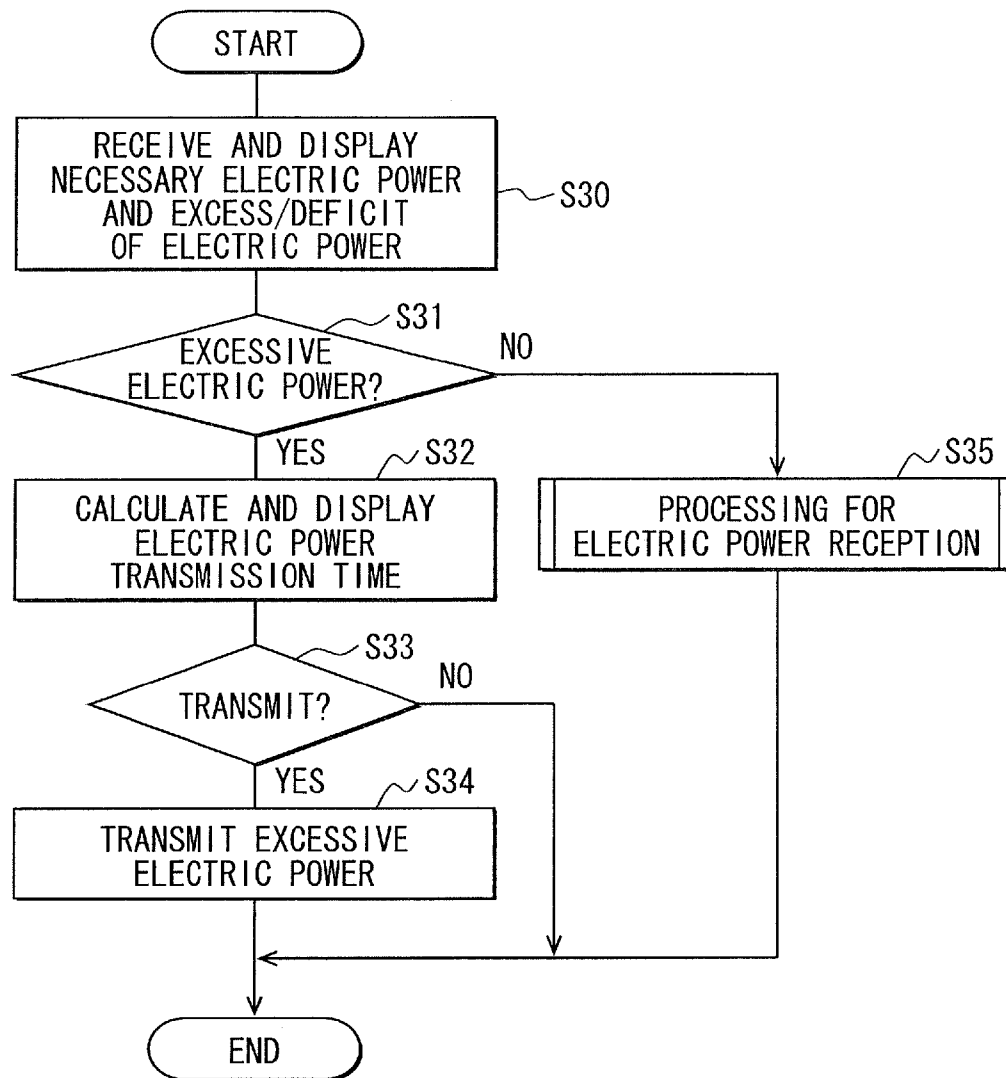 START
RECEIVE AND DISPLAY
NECESSARY ELECTRIC POWER
AND EXCESS/DEFICIT
OF ELECTRIC POWER
S30
S31
EXCESSIVE
ELECTRIC POWER?
NO
YES
S32
CALCULATE AND DISPLAY
ELECTRIC POWER
TRANSMISSION TIME
S35
PROCESSING FOR
ELECTRIC POWER RECEPTION
S33
TRANSMIT?
NO
YES
S34
TRANSMIT EXCESSIVE
ELECTRIC POWER
END